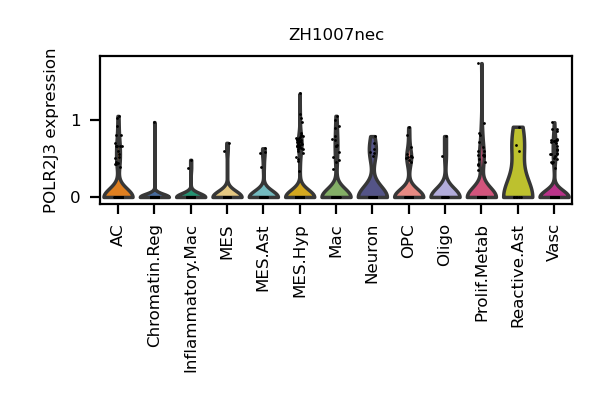 ZH1007nec
POLR2J3 expression
1
0
AC
Chromatin.Reg
Inflammatory.Mac
MES
MES.Ast
MES.Hyp
Mac
Neuron
OPC
Oligo
Prolif.Metab
Reactive.Ast
Vasc